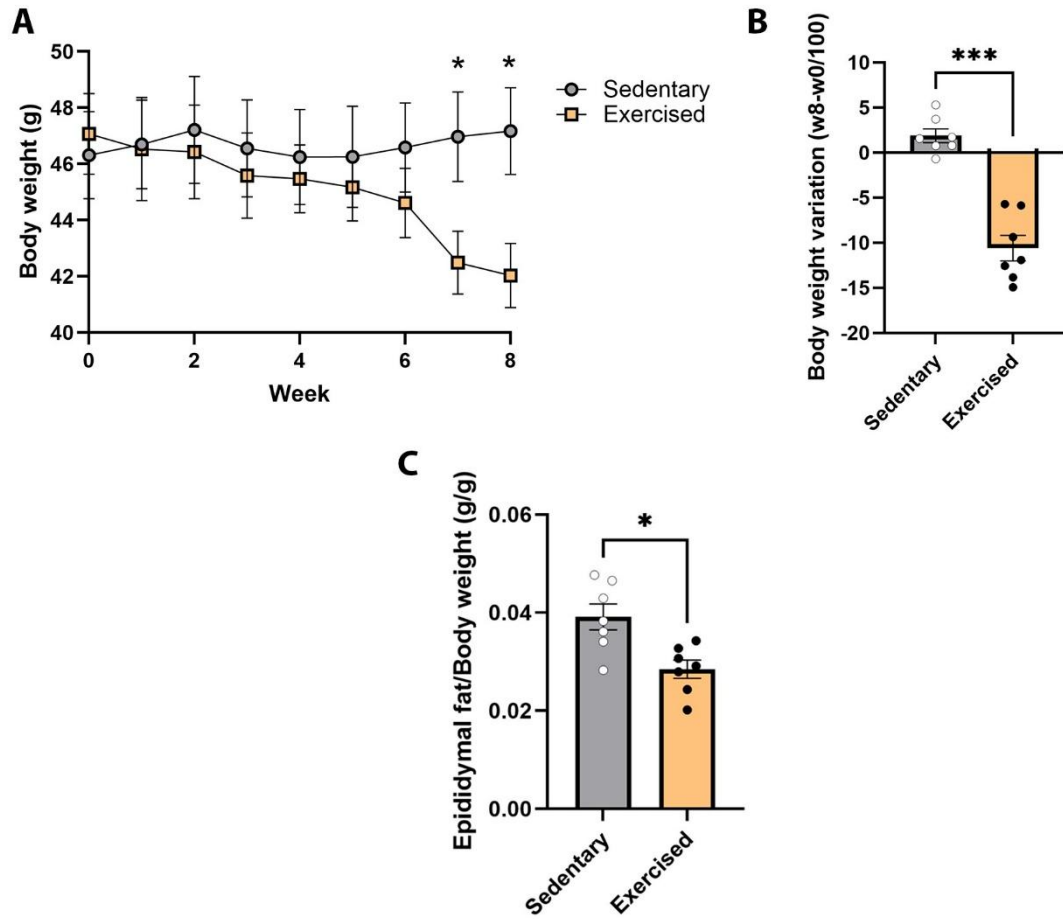 A
Body weight (g)
50
48
46
44
42
40
0
2
4
6
8
Week
*
*
Sedentary
Exercised
B
Body weight variation (w8-w0/100)
10
5
0
-5
-10
-15
-20
***
Sedentary
Exercised
C
Epididymal fat/Body weight (g/g)
0.06
0.04
0.02
0.00
*
Sedentary
Exercised